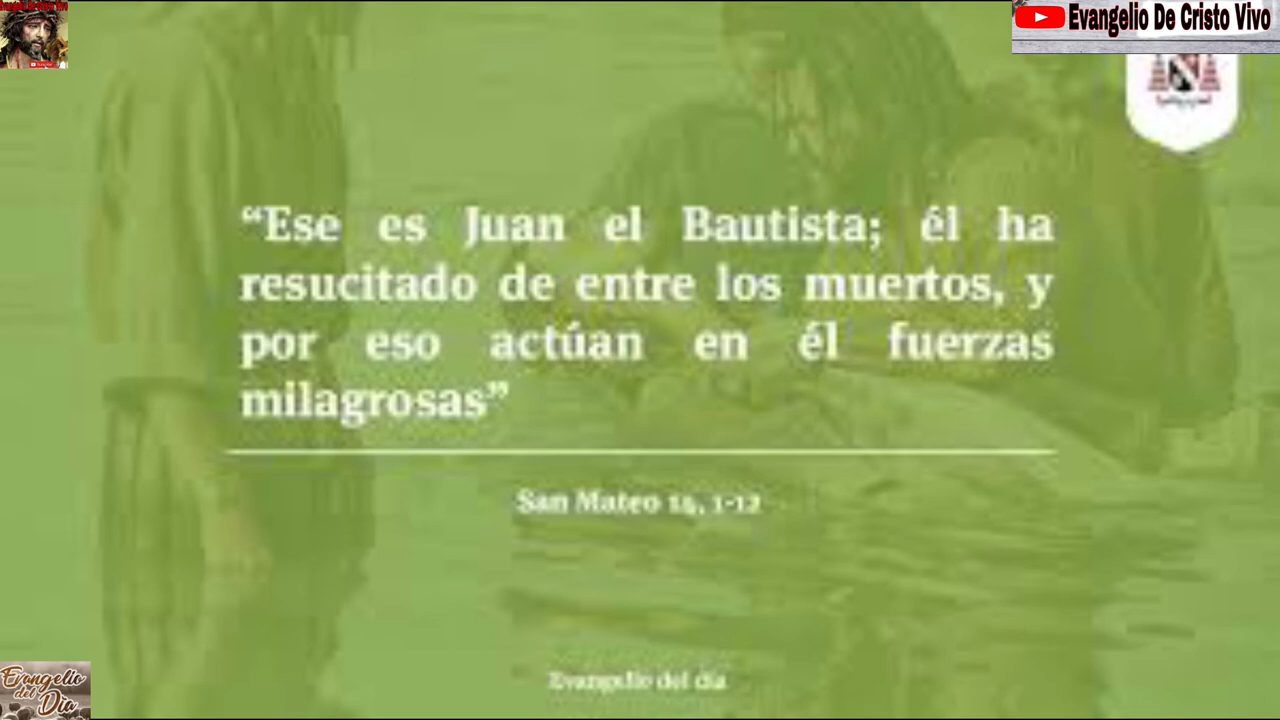 Evangelio De Cristo Vivo
“Ese es Juan el Bautista; él ha
resucitado de entre los muertos, y
por eso actúan en él fuerzas
milagrosas”
San Mateo 14, 1-12
Evangelio del día
Evangelio
del
Día